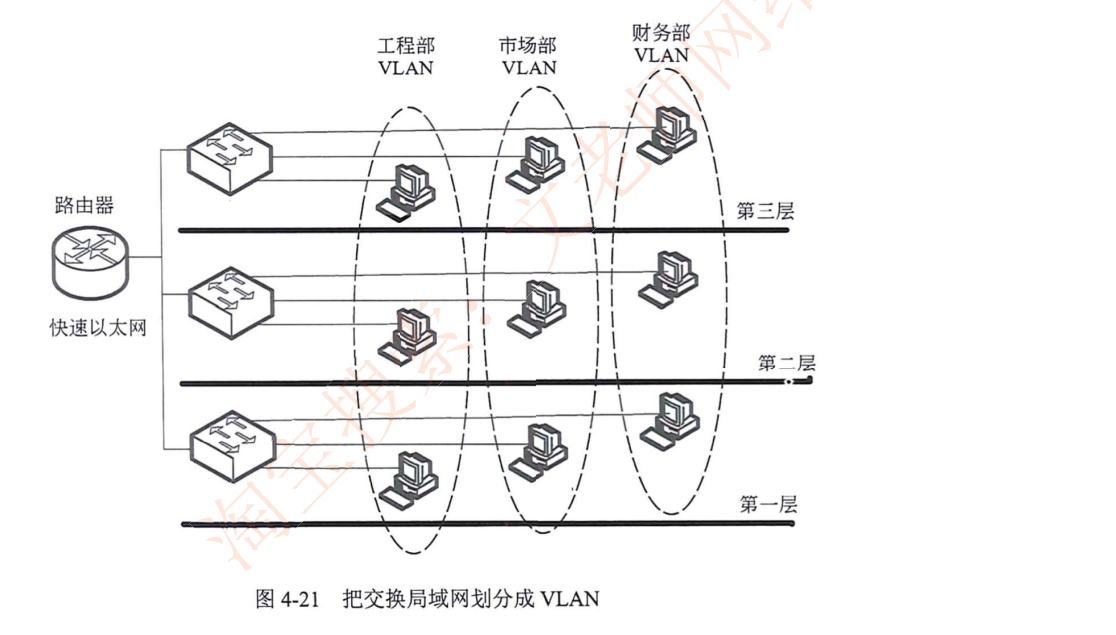 工程部
VLAN
市场部
VLAN
财务部
VLAN
路由器
快速以太网
第三层
第二层
第一层
淘宝搜索：文老师网络
图 4-21 把交换局域网划分成 VLAN